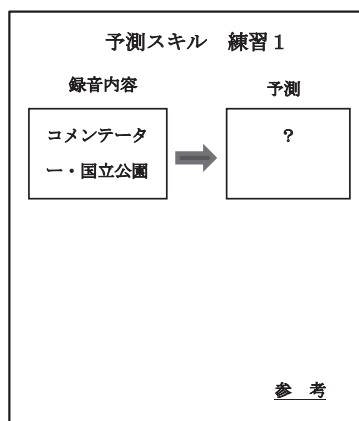 予測スキル　練習１
録音内容
予測
コメンテータ
ー・国立公園
？
参　考